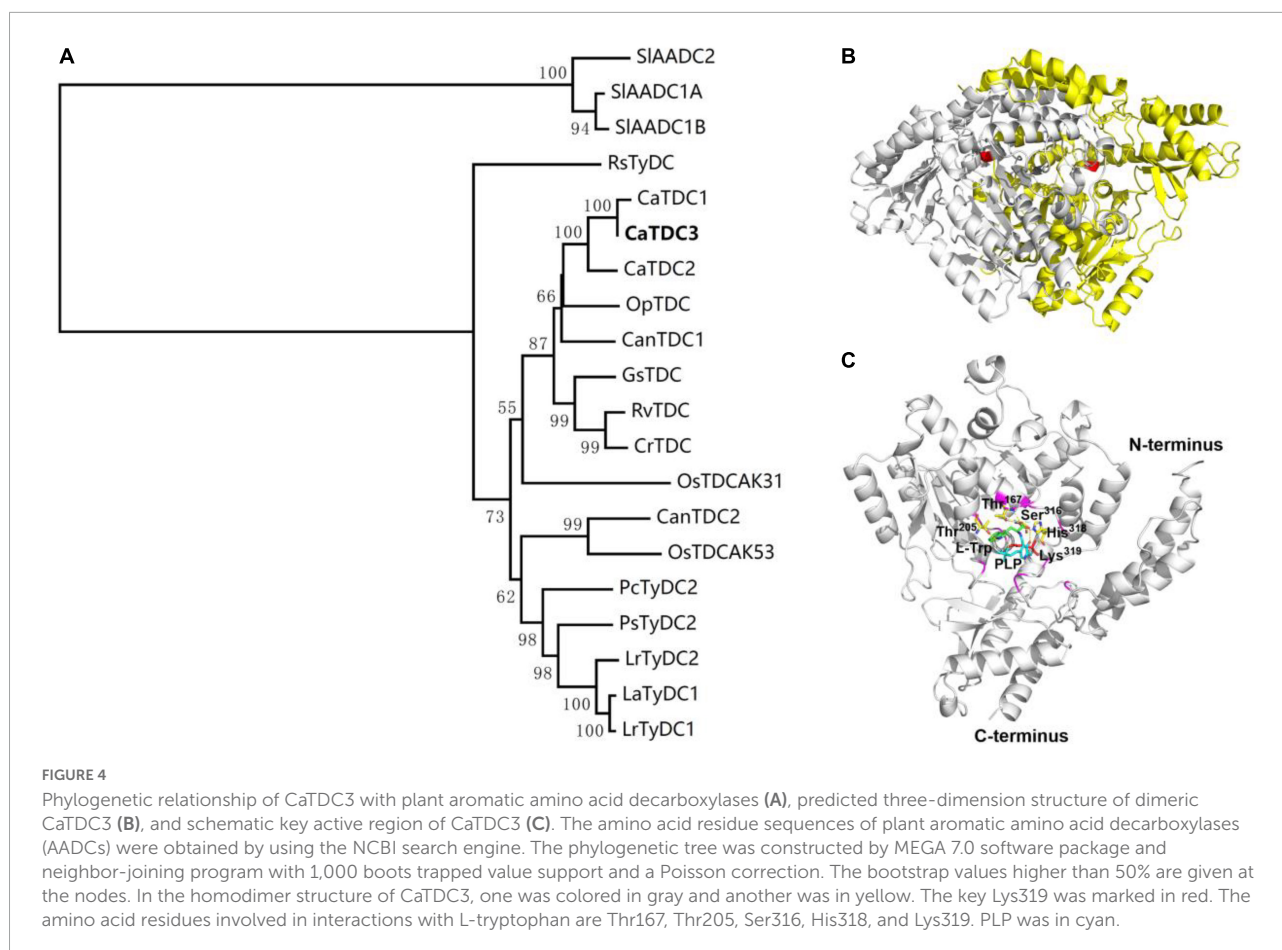 A
SlAADC2
100
SlAADC1A
94
SlAADC1B
RsTyDC
CaTDC1
100
CaTDC3
100
CaTDC2
66
OpTDC
87
CanTDC1
GsTDC
55
RvTDC
99
99
CrTDC
OsTDCAK31
73
CanTDC2
99
OsTDCAK53
PcTyDC2
62
PsTyDC2
98
LrTyDC2
98
LaTyDC1
100
LrTyDC1
100
B
C
N-terminus
Thr167
Ser316
Thr205
His318
L-Trp
Lys319
PLP
C-terminus
FIGURE 4
Phylogenetic relationship of CaTDC3 with plant aromatic amino acid decarboxylases (A), predicted three-dimension structure of dimeric
CaTDC3 (B), and schematic key active region of CaTDC3 (C). The amino acid residue sequences of plant aromatic amino acid decarboxylases
(AADCs) were obtained by using the NCBI search engine. The phylogenetic tree was constructed by MEGA 7.0 software package and
neighbor-joining program with 1,000 boots trapped value support and a Poisson correction. The bootstrap values higher than 50% are given at
the nodes. In the homodimer structure of CaTDC3, one was colored in gray and another was in yellow. The key Lys319 was marked in red. The
amino acid residues involved in interactions with L-tryptophan are Thr167, Thr205, Ser316, His318, and Lys319. PLP was in cyan.